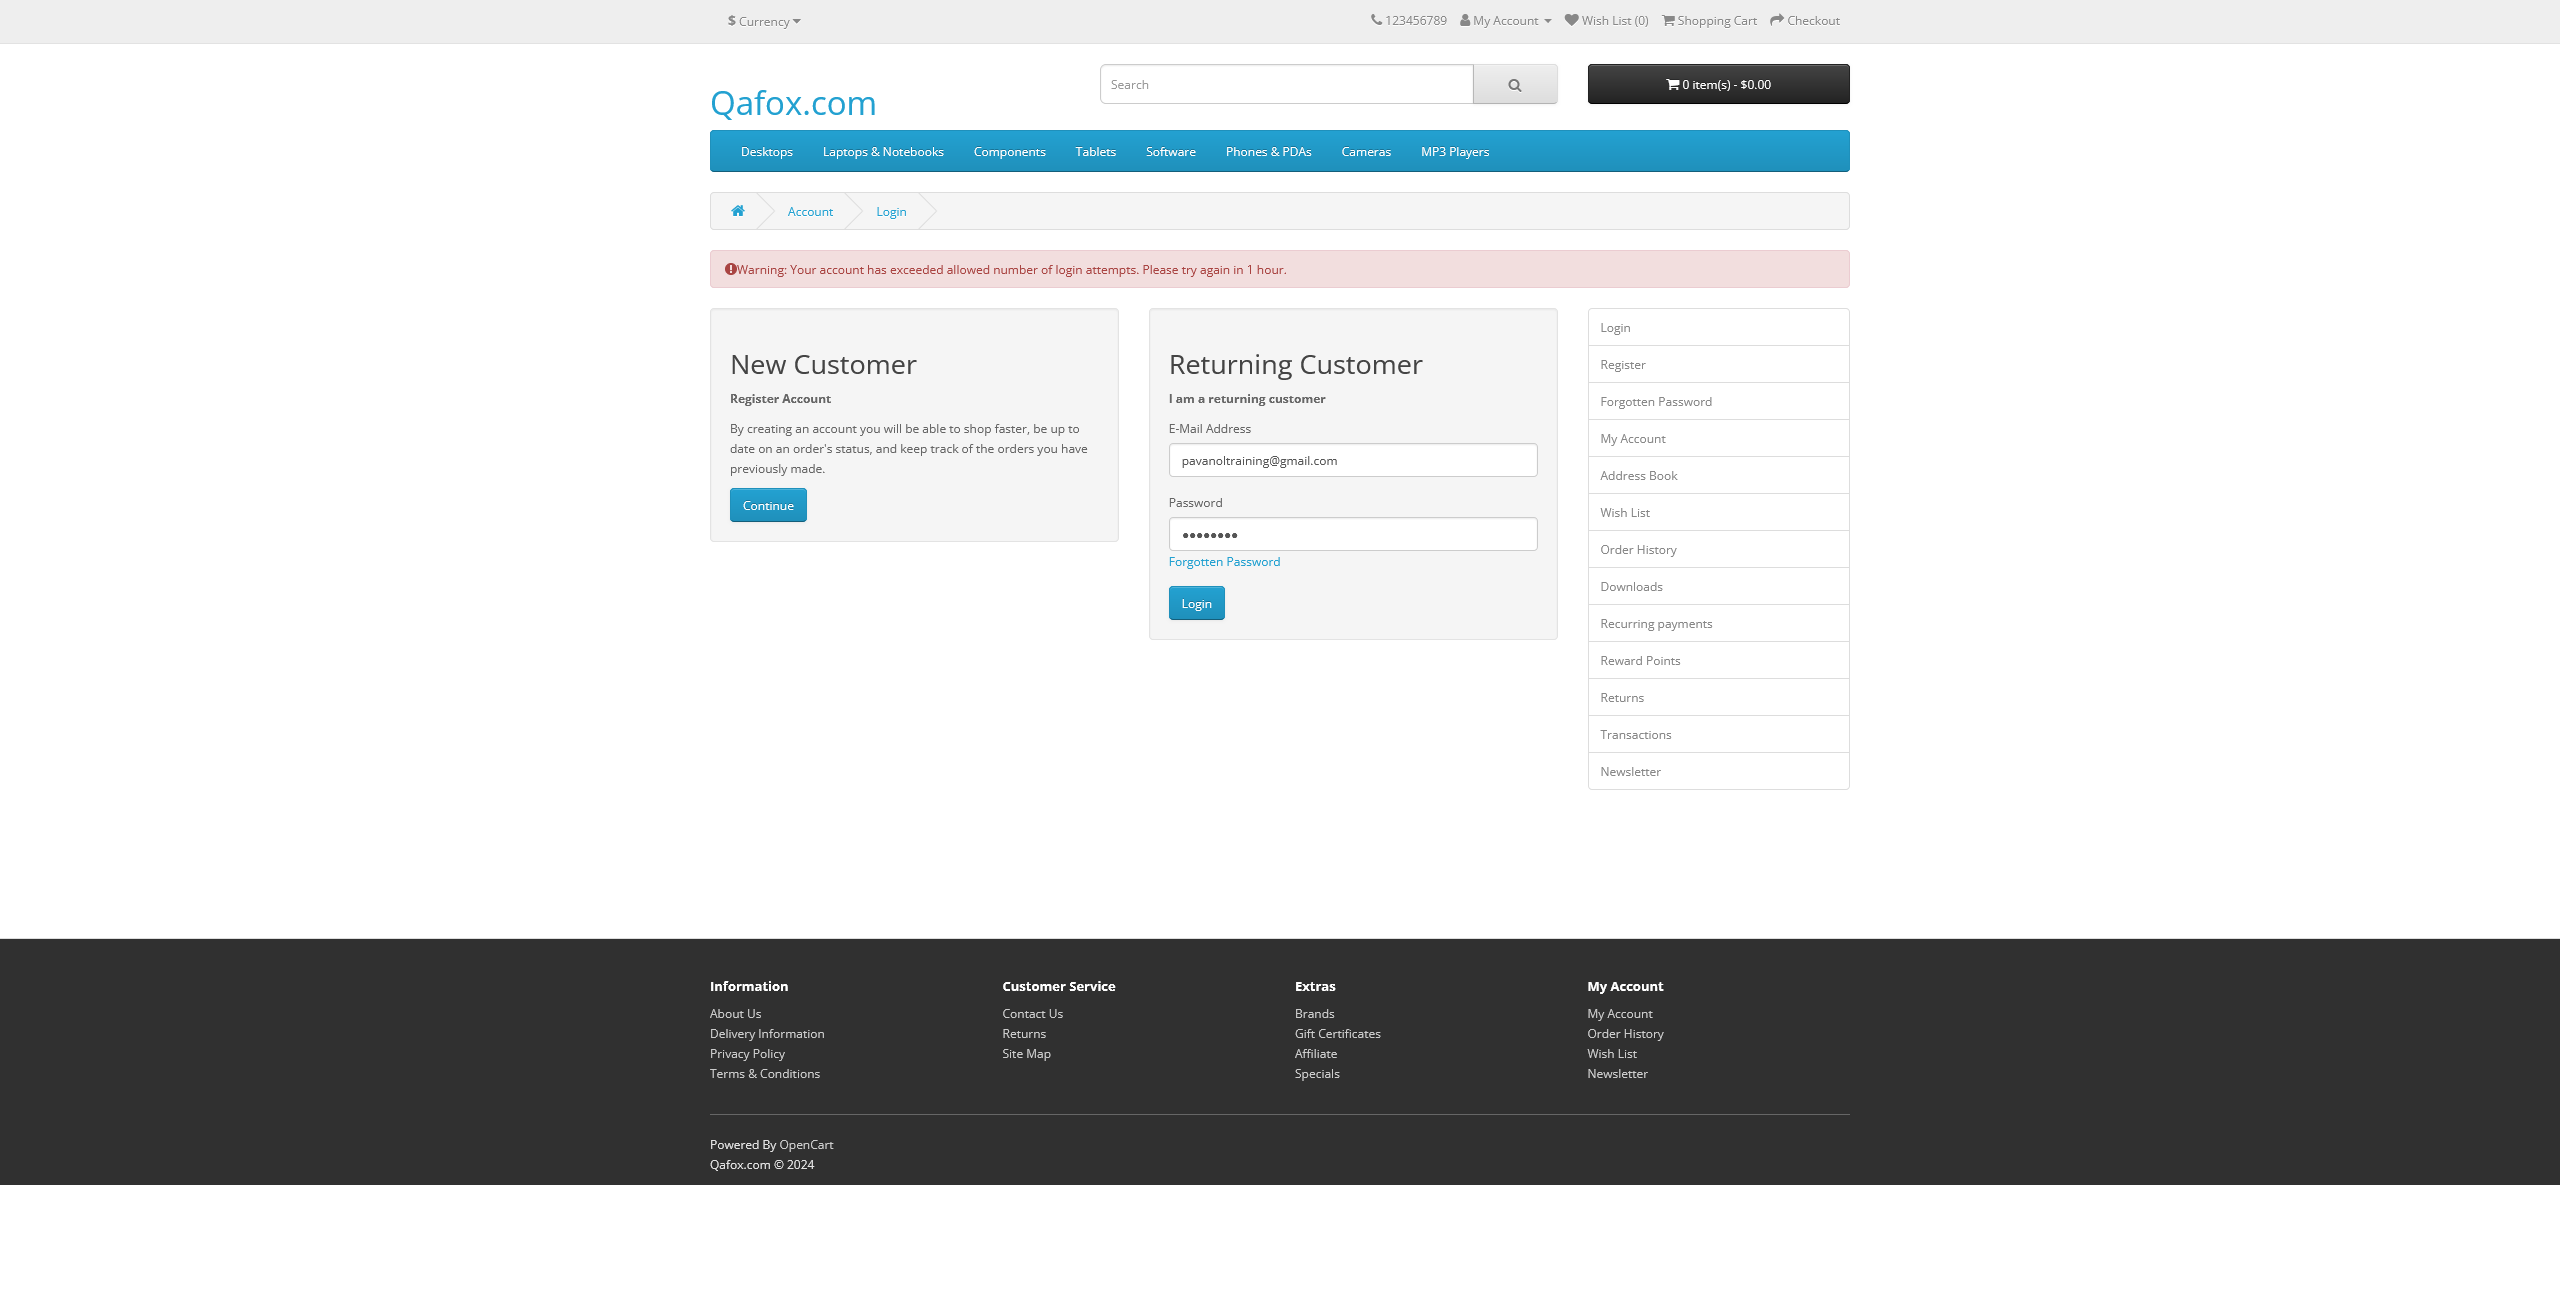 $ Currency
123456789 My Account Wish List (0) Shopping Cart Checkout
Qafox.com
Search
0 item(s) - $0.00
Desktops Laptops & Notebooks Components Tablets Software Phones & PDAs Cameras MP3 Players
Account Login
Warning: Your account has exceeded allowed number of login attempts. Please try again in 1 hour.
New Customer
Register Account
By creating an account you will be able to shop faster, be up to
date on an order's status, and keep track of the orders you have
previously made.
Continue
Returning Customer
I am a returning customer
E-Mail Address
pavanoltraining@gmail.com
Password
••••••••
Forgotten Password
Login
Login
Register
Forgotten Password
My Account
Address Book
Wish List
Order History
Downloads
Recurring payments
Reward Points
Returns
Transactions
Newsletter
Information
About Us
Delivery Information
Privacy Policy
Terms & Conditions
Customer Service
Contact Us
Returns
Site Map
Extras
Brands
Gift Certificates
Affiliate
Specials
My Account
My Account
Order History
Wish List
Newsletter
Powered By OpenCart
Qafox.com © 2024